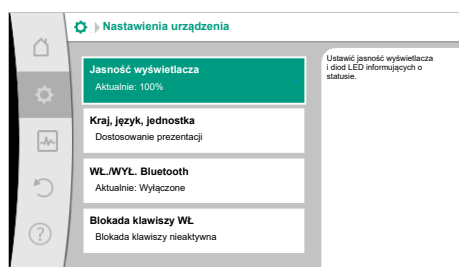 Nastawienia urządzenia
Jasność wyświetlacza
Aktualnie: 100%
Kraj, język, jednostka
Dostosowanie prezentacji
WŁ./WYŁ. Bluetooth
Aktualnie: Wyłączone
Blokada klawiszy WŁ.
Blokada klawiszy nieaktywna
Ustawić jasność wyświetlacza
i diod LED informujących o
statusie.